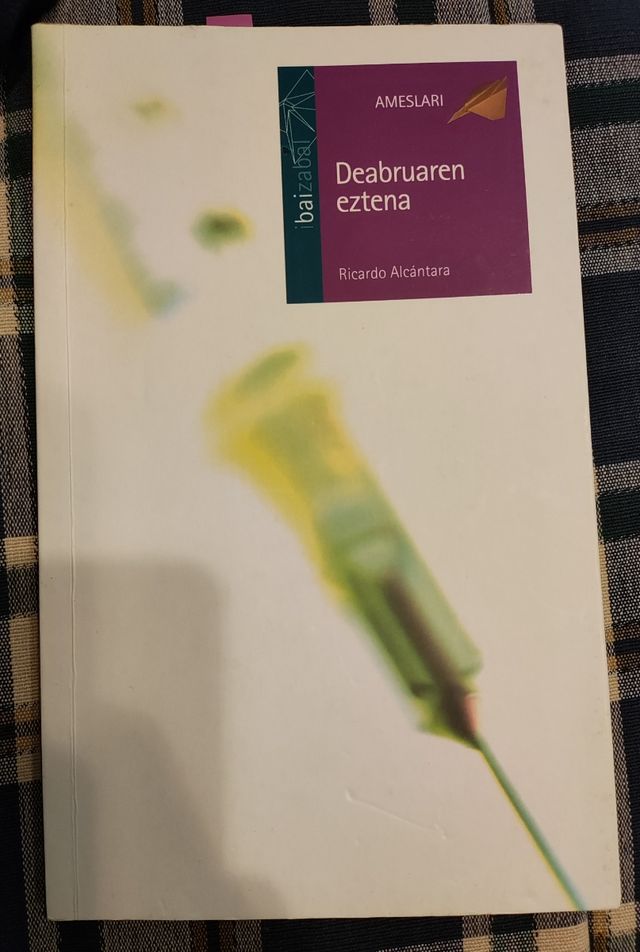 AMESLARI
ibaizabal
Deabruaren
eztena
Ricardo Alcántara